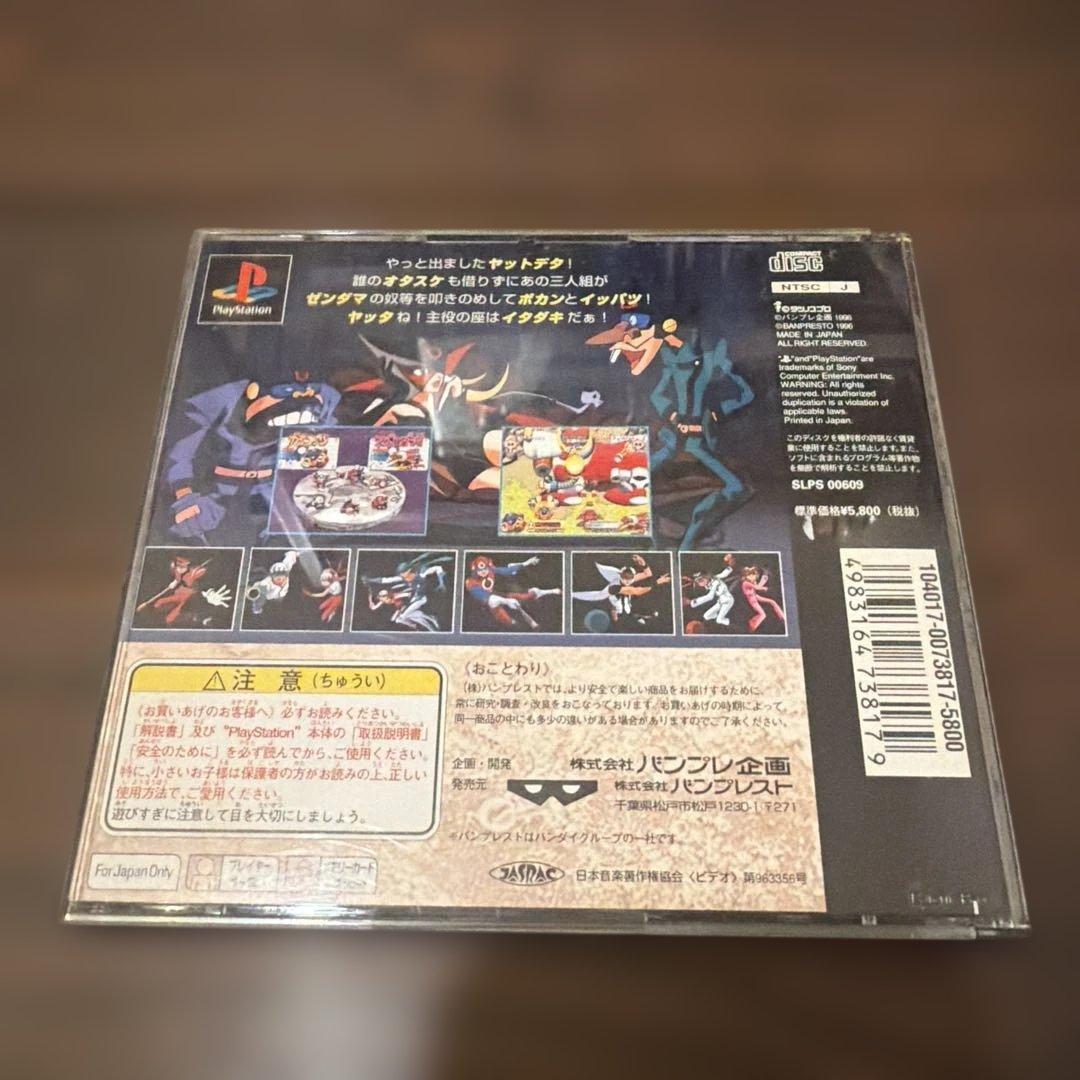 PlayStation
やっと出ましたヤットデタ!
誰のオタスケも借りずにあの三人組が
ゼンダマの奴等を叩きのめしてボカンとイッパツ!
ヤッタね!主役の座はイタダキだぁ!
COMPACT
disc
NTSC J
タツノコプロ
©バンプレ企画 1996
©BANPRESTO 1996
MADE IN JAPAN
ALL RIGHT RESERVED.
"and "PlayStation" are
trademarks of Sony
Computer Entertainment Inc.
WARNING: All rights
reserved. Unauthorized
duplication is a violation of
applicable laws.
Printed in Japan.
このディスクを権利者の許諾なく賃貸
業に使用することを禁止します。また、
ソフトに含まれるプログラム等著作物
を無断で解析することを禁止します。
SLPS 00609
標準価格¥5,800(税抜)
104017-0073817-5800
4983164738179
⚠注意(ちゅうい)
《お買いあげのお客様へ》必ずお読みください。
「解説書」及び"PlayStation"本体の「取扱説明書」
「安全のために」を必ず読んでから、ご使用ください。
特に、小さいお子様は保護者の方がお読みの上、正しい
使用方法で、ご愛用ください。
遊びすぎに注意して目を大切にしましょう。
《おことわり》
(株)バンプレストでは、より安全で楽しい商品をお届けするために、
常に研究・調査・改良をおこなっております。お買いあげの時期によって、
同一商品の中にも多少の違いがある場合がありますのでご了承ください。
企画・開発 株式会社バンプレ企画
発売元 株式会社バンプレスト
千葉県松戸市松戸1230-1 〒271
※バンプレストはバンダイグループの一社です。
For Japan Only
プレイヤー
メモリーカード
JASRAC
日本音楽著作権協会〈ビデオ〉第963356号